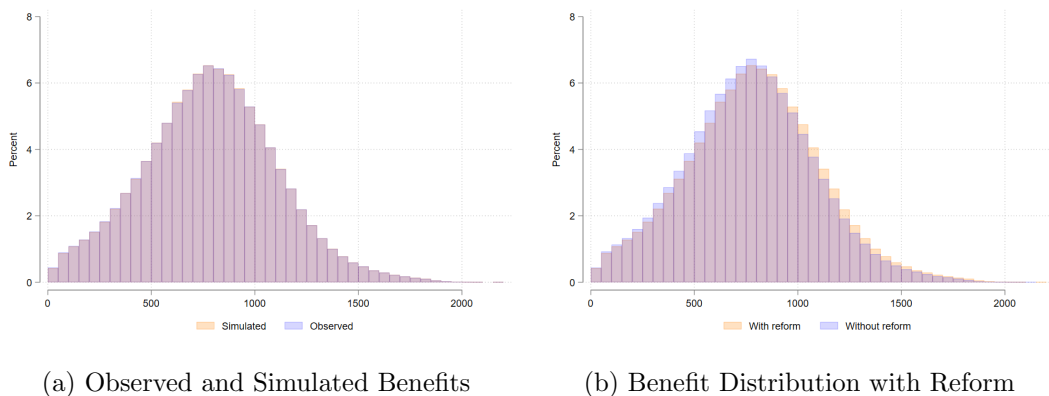 8
6
4
2
0
Percent
0
500
1000
1500
2000
Simulated
Observed
(a) Observed and Simulated Benefits
8
6
4
2
0
Percent
0
500
1000
1500
2000
With reform
Without reform
(b) Benefit Distribution with Reform